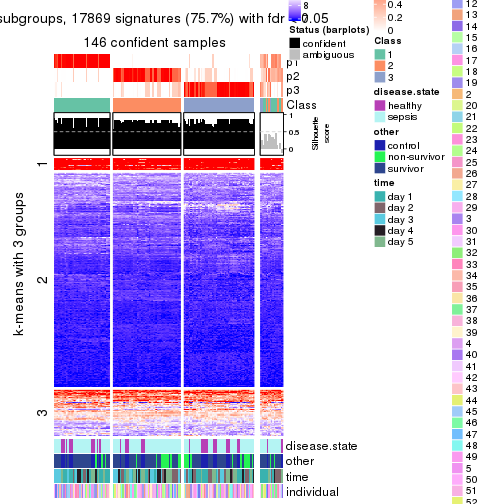 subgroups, 17869 signatures (75.7%) with fdr < 0.05
146 confident samples
p1
p2
p3
Class
1
0.5
0
Silhouette
score
k-means with 3 groups
1
2
3
disease.state
other
time
individual
8
Status (barplots)
confident
ambiguous
0.4
0.2
0
Class
1
2
3
disease.state
healthy
sepsis
other
control
non-survivor
survivor
time
day 1
day 2
day 3
day 4
day 5
12
13
14
15
16
17
18
19
2
20
21
22
23
24
25
26
27
28
29
3
30
31
32
33
34
35
36
37
38
39
4
40
41
42
43
44
45
46
47
48
49
5
50
51